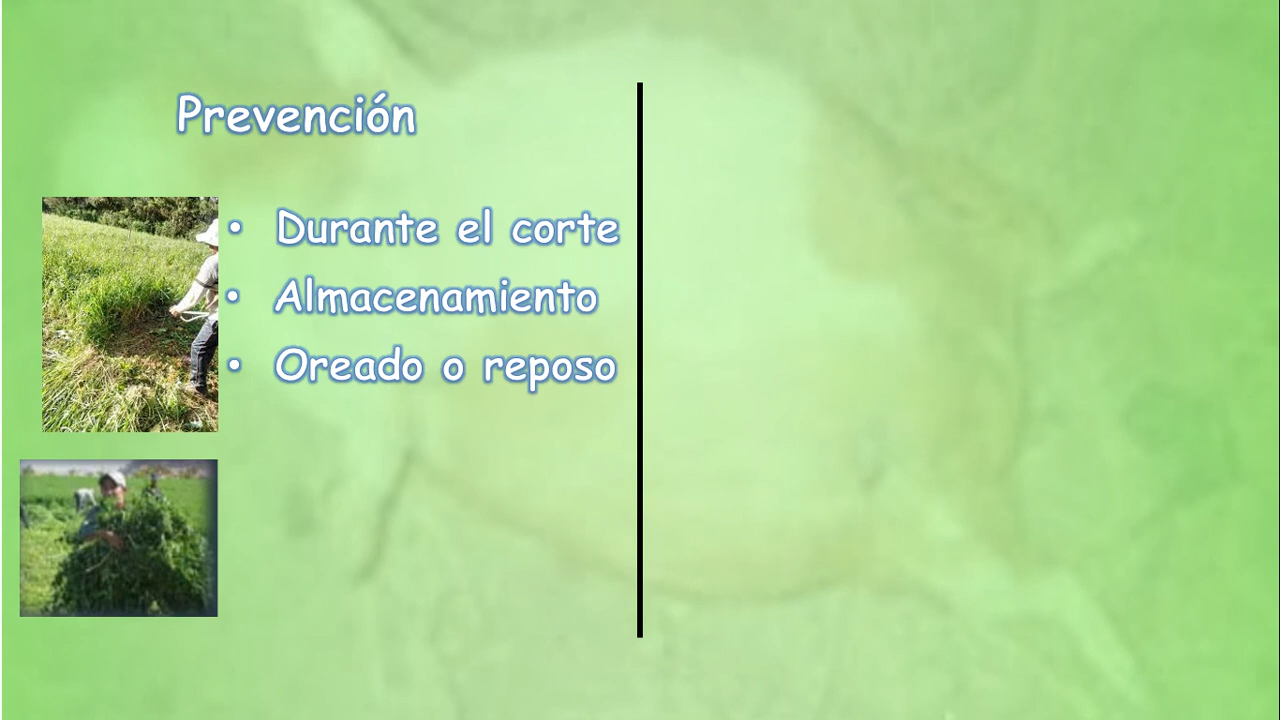 Prevención
• Durante el corte
• Almacenamiento
• Oreado o reposo